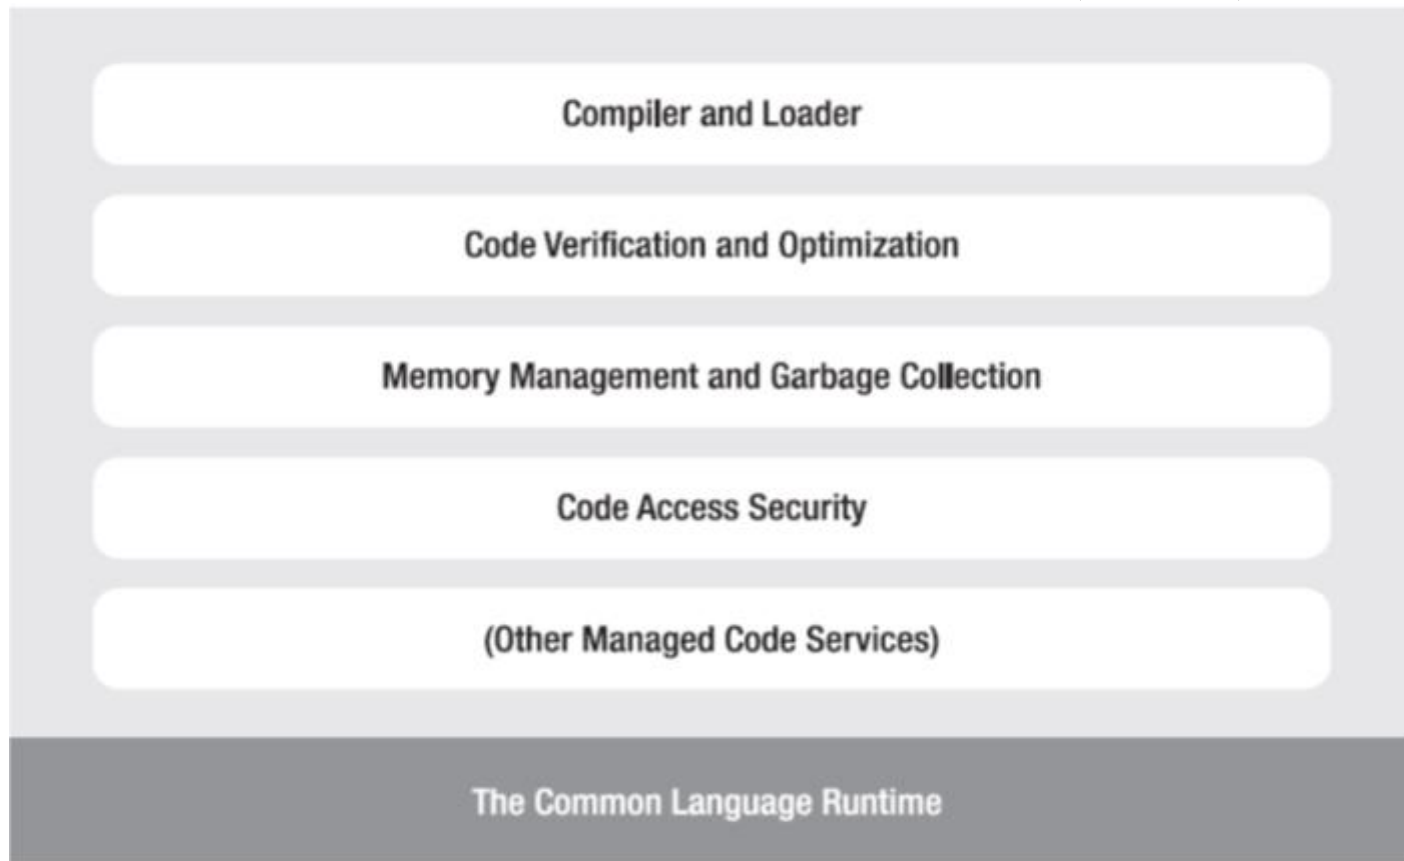 Compiler and Loader
Code Verification and Optimization
Memory Management and Garbage Collection
Code Access Security
(Other Managed Code Services)
The Common Language Runtime